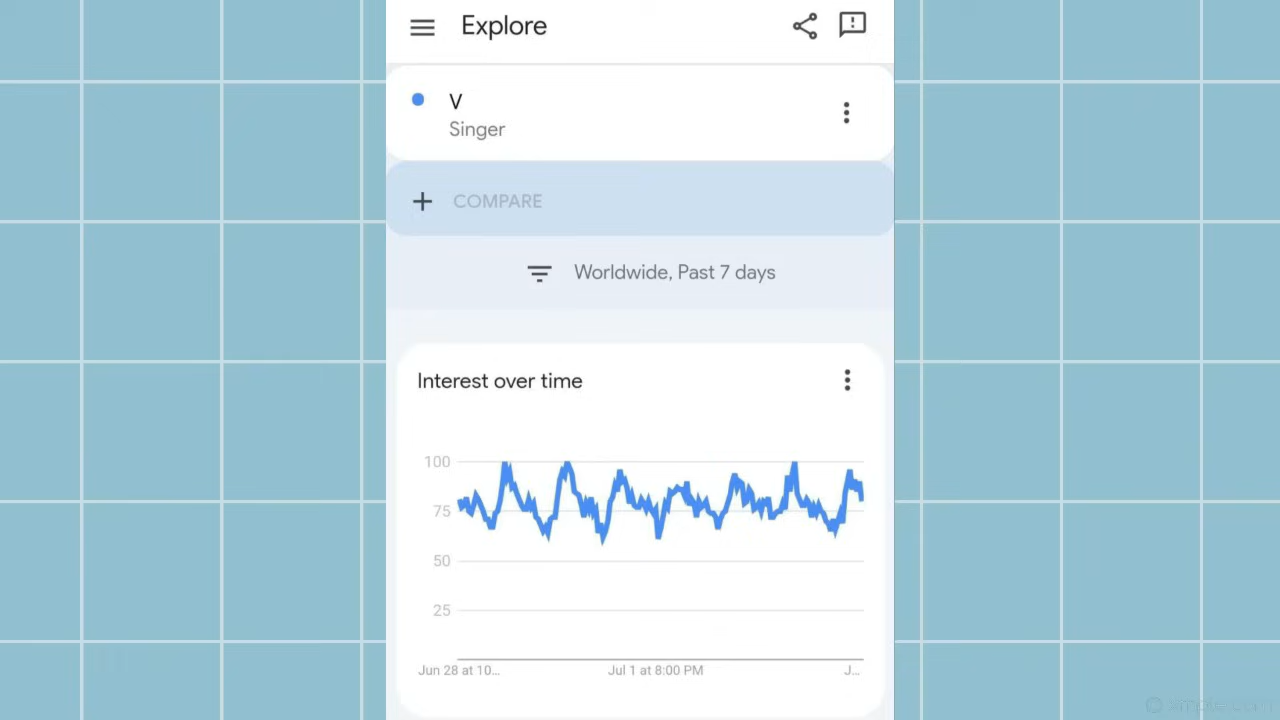 Explore
V
Singer
COMPARE
Worldwide, Past 7 days
Interest over time
100
75
50
25
Jun 28 at 10...
Jul 1 at 8:00 PM
J...